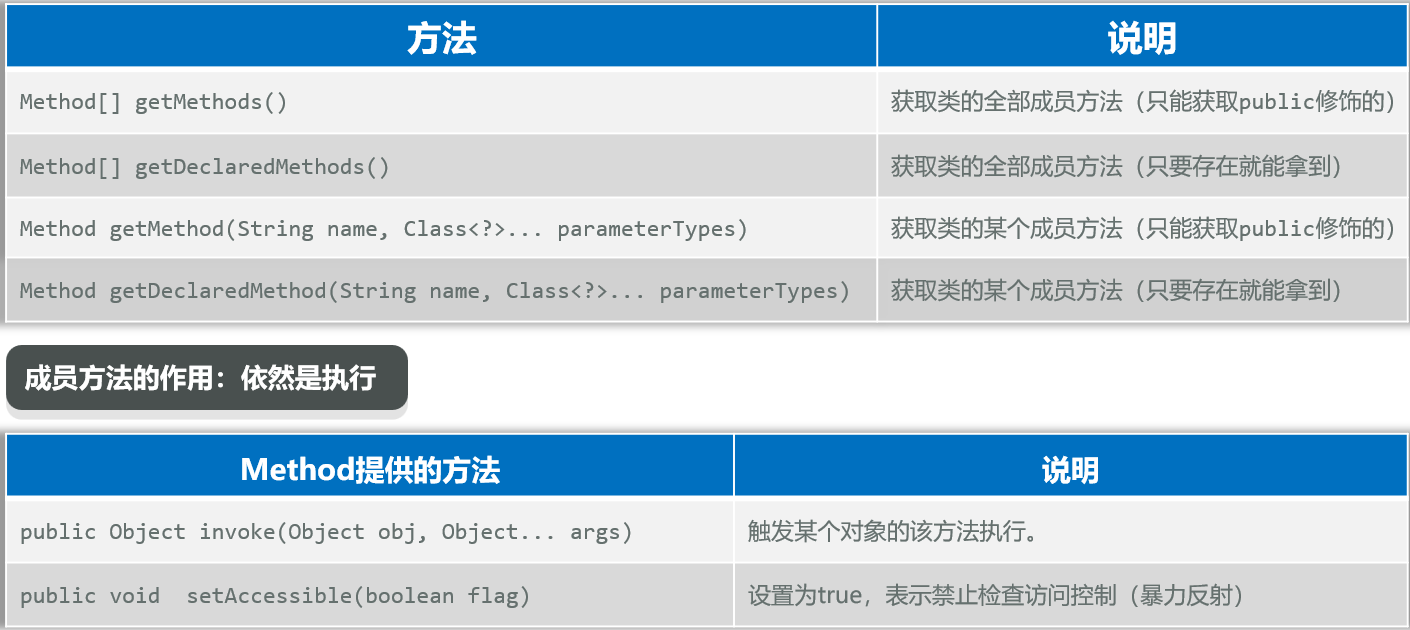 方法 说明
Method[] getMethods() 获取类的全部成员方法（只能获取public修饰的）
Method[] getDeclaredMethods() 获取类的全部成员方法（只要存在就能拿到）
Method getMethod(String name, Class<?>... parameterTypes) 获取类的某个成员方法（只能获取public修饰的）
Method getDeclaredMethod(String name, Class<?>... parameterTypes) 获取类的某个成员方法（只要存在就能拿到）
成员方法的作用：依然是执行
Method提供的方法 说明
public Object invoke(Object obj, Object... args) 触发某个对象的该方法执行。
public void  setAccessible(boolean flag) 设置为true，表示禁止检查访问控制（暴力反射）